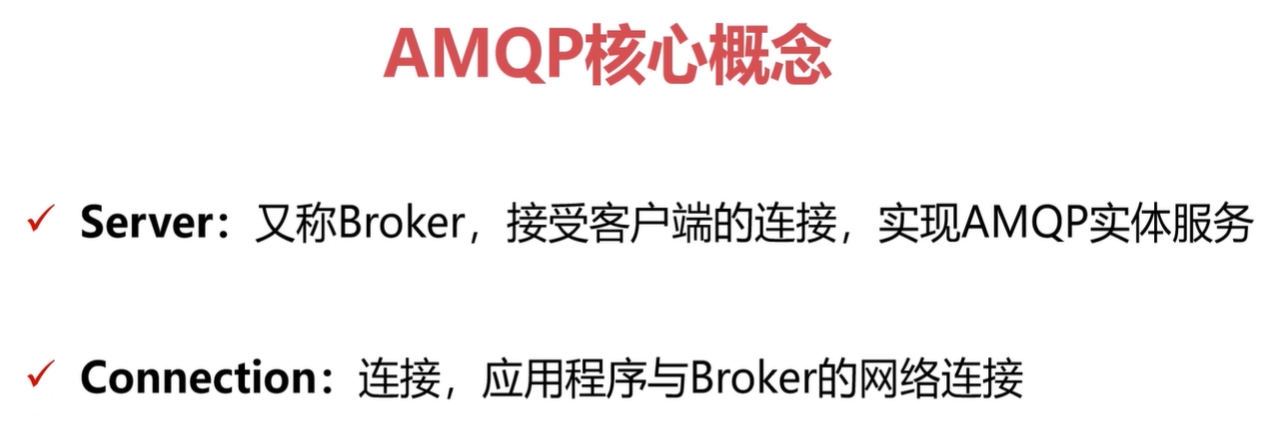 AMQP核心概念
✓ Server：又称Broker，接受客户端的连接，实现AMQP实体服务
✓ Connection：连接，应用程序与Broker的网络连接